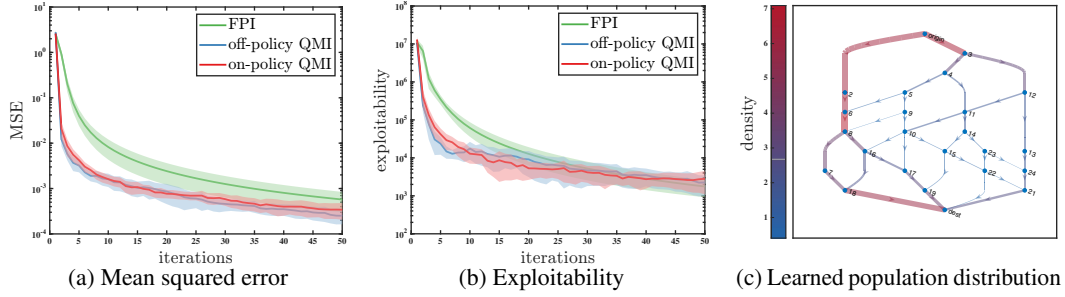 FPI
off-policy QMI
on-policy QMI
MSE
10^1
10^0
10^-1
10^-2
10^-3
10^-4
0 5 10 15 20 25 30 35 40 45 50
iterations
(a) Mean squared error
FPI
off-policy QMI
on-policy QMI
exploitability
10^8
10^7
10^6
10^5
10^4
10^3
10^2
0 5 10 15 20 25 30 35 40 45 50
iterations
(b) Exploitability
density
7
6
5
4
3
2
1
origin
3
4
2
5
12
6
9
11
8
10
14
16
15
23
13
7
17
22
24
18
19
21
dest
(c) Learned population distribution